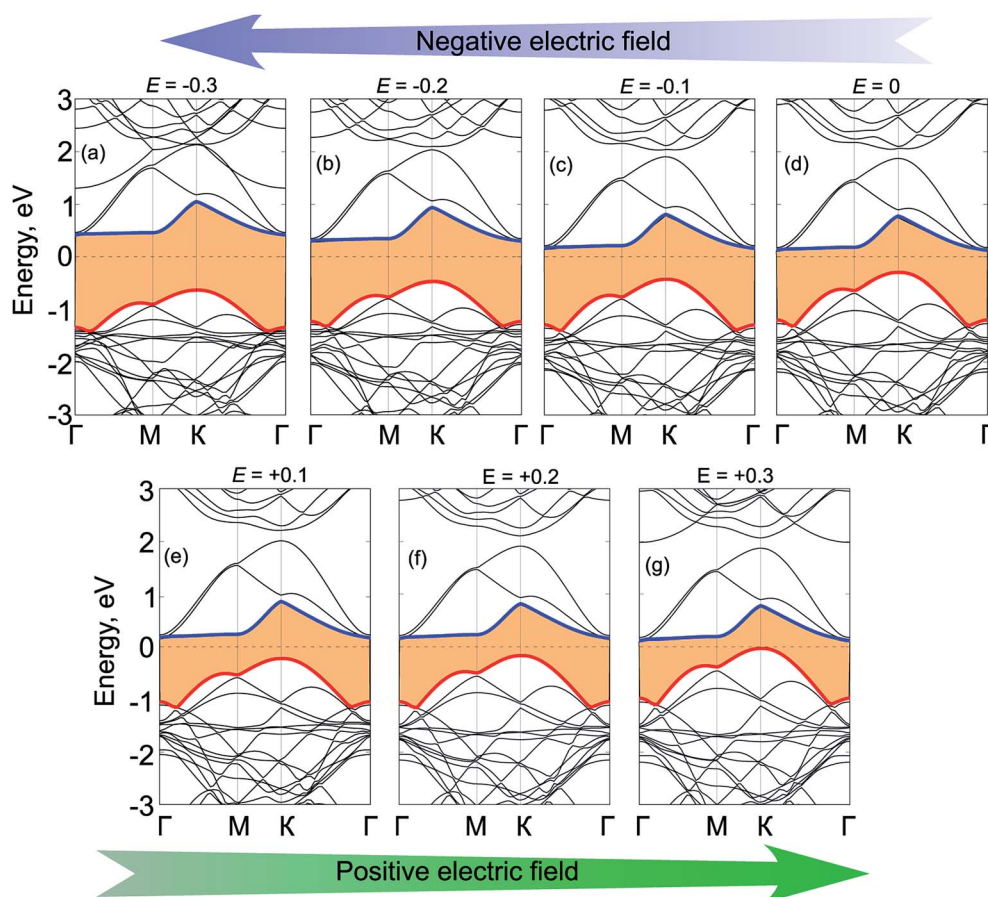 Negative electric field
E = -0.3 E = -0.2 E = -0.1 E = 0
3 2 1 0 -1 -2 -3
Energy, eV
(a) (b) (c) (d)
Γ M K Γ Γ M K Γ Γ M K Γ Γ M K Γ
E = +0.1 E = +0.2 E = +0.3
3 2 1 0 -1 -2 -3
Energy, eV
(e) (f) (g)
Γ M K Γ Γ M K Γ Γ M K Γ
Positive electric field